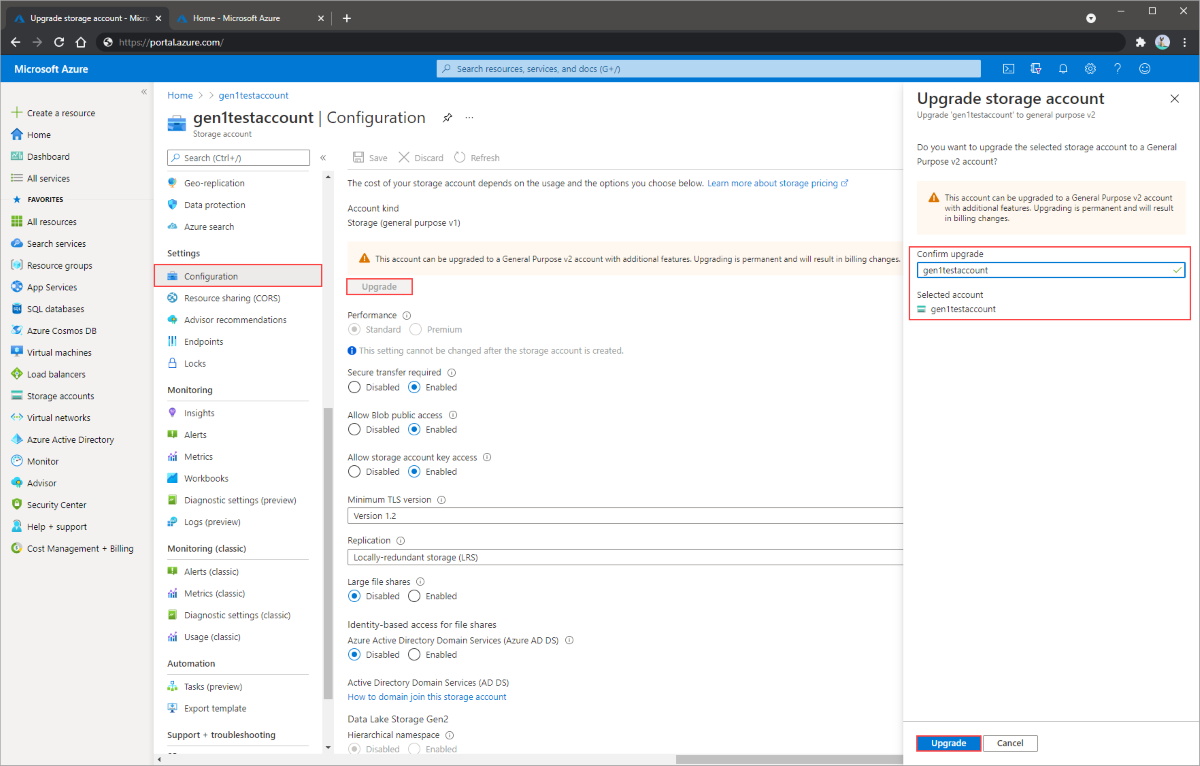 Upgrade storage account - Micro
Home - Microsoft Azure
https://portal.azure.com/
Microsoft Azure
Search resources, services, and docs (G+/)
Create a resource
Home
Dashboard
All services
FAVORITES
All resources
Search services
Resource groups
App Services
SQL databases
Azure Cosmos DB
Virtual machines
Load balancers
Storage accounts
Virtual networks
Azure Active Directory
Monitor
Advisor
Security Center
Help + support
Cost Management + Billing
Home > > gen1testaccount
gen1testaccount | Configuration
Storage account
Search (Ctrl+/)
Geo-replication
Data protection
Azure search
Settings
Configuration
Resource sharing (CORS)
Advisor recommendations
Endpoints
Locks
Monitoring
Insights
Alerts
Metrics
Workbooks
Diagnostic settings (preview)
Logs (preview)
Monitoring (classic)
Alerts (classic)
Metrics (classic)
Diagnostic settings (classic)
Usage (classic)
Automation
Tasks (preview)
Export template
Support + troubleshooting
Save Discard Refresh
The cost of your storage account depends on the usage and the options you choose below. Learn more about storage pricing
Account kind
Storage (general purpose v1)
This account can be upgraded to a General Purpose v2 account with additional features. Upgrading is permanent and will result in billing changes.
Upgrade
Performance
Standard Premium
This setting cannot be changed after the storage account is created.
Secure transfer required
Disabled Enabled
Allow Blob public access
Disabled Enabled
Allow storage account key access
Disabled Enabled
Minimum TLS version
Version 1.2
Replication
Locally-redundant storage (LRS)
Large file shares
Disabled Enabled
Identity-based access for file shares
Azure Active Directory Domain Services (Azure AD DS)
Disabled Enabled
Active Directory Domain Services (AD DS)
How to domain join this storage account
Data Lake Storage Gen2
Hierarchical namespace
Disabled Enabled
Upgrade storage account
Upgrade 'gen1testaccount' to general purpose v2
Do you want to upgrade the selected storage account to a General
Purpose v2 account?
This account can be upgraded to a General Purpose v2 account
with additional features. Upgrading is permanent and will result
in billing changes.
Confirm upgrade
gen1testaccount
Selected account
gen1testaccount
Upgrade Cancel